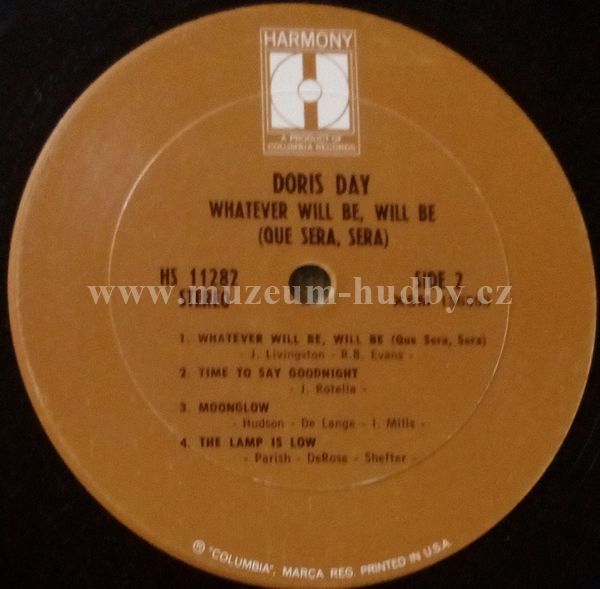 HARMONY
A PRODUCT OF
COLUMBIA RECORDS
DORIS DAY
WHATEVER WILL BE, WILL BE
(QUE SERA, SERA)
HS 11282 SIDE 2
STEREO
www.muzeum-hudby.cz
1. WHATEVER WILL BE, WILL BE (Que Sera, Sera)
- J. Livingston - R.B. Evans -
2. TIME TO SAY GOODNIGHT
- J. Rotella -
3. MOONGLOW
- Hudson - De Lange - I. Mills -
4. THE LAMP IS LOW
- Parish - DeRose - Shefter -
® "COLUMBIA", MARCA REG. PRINTED IN U.S.A.